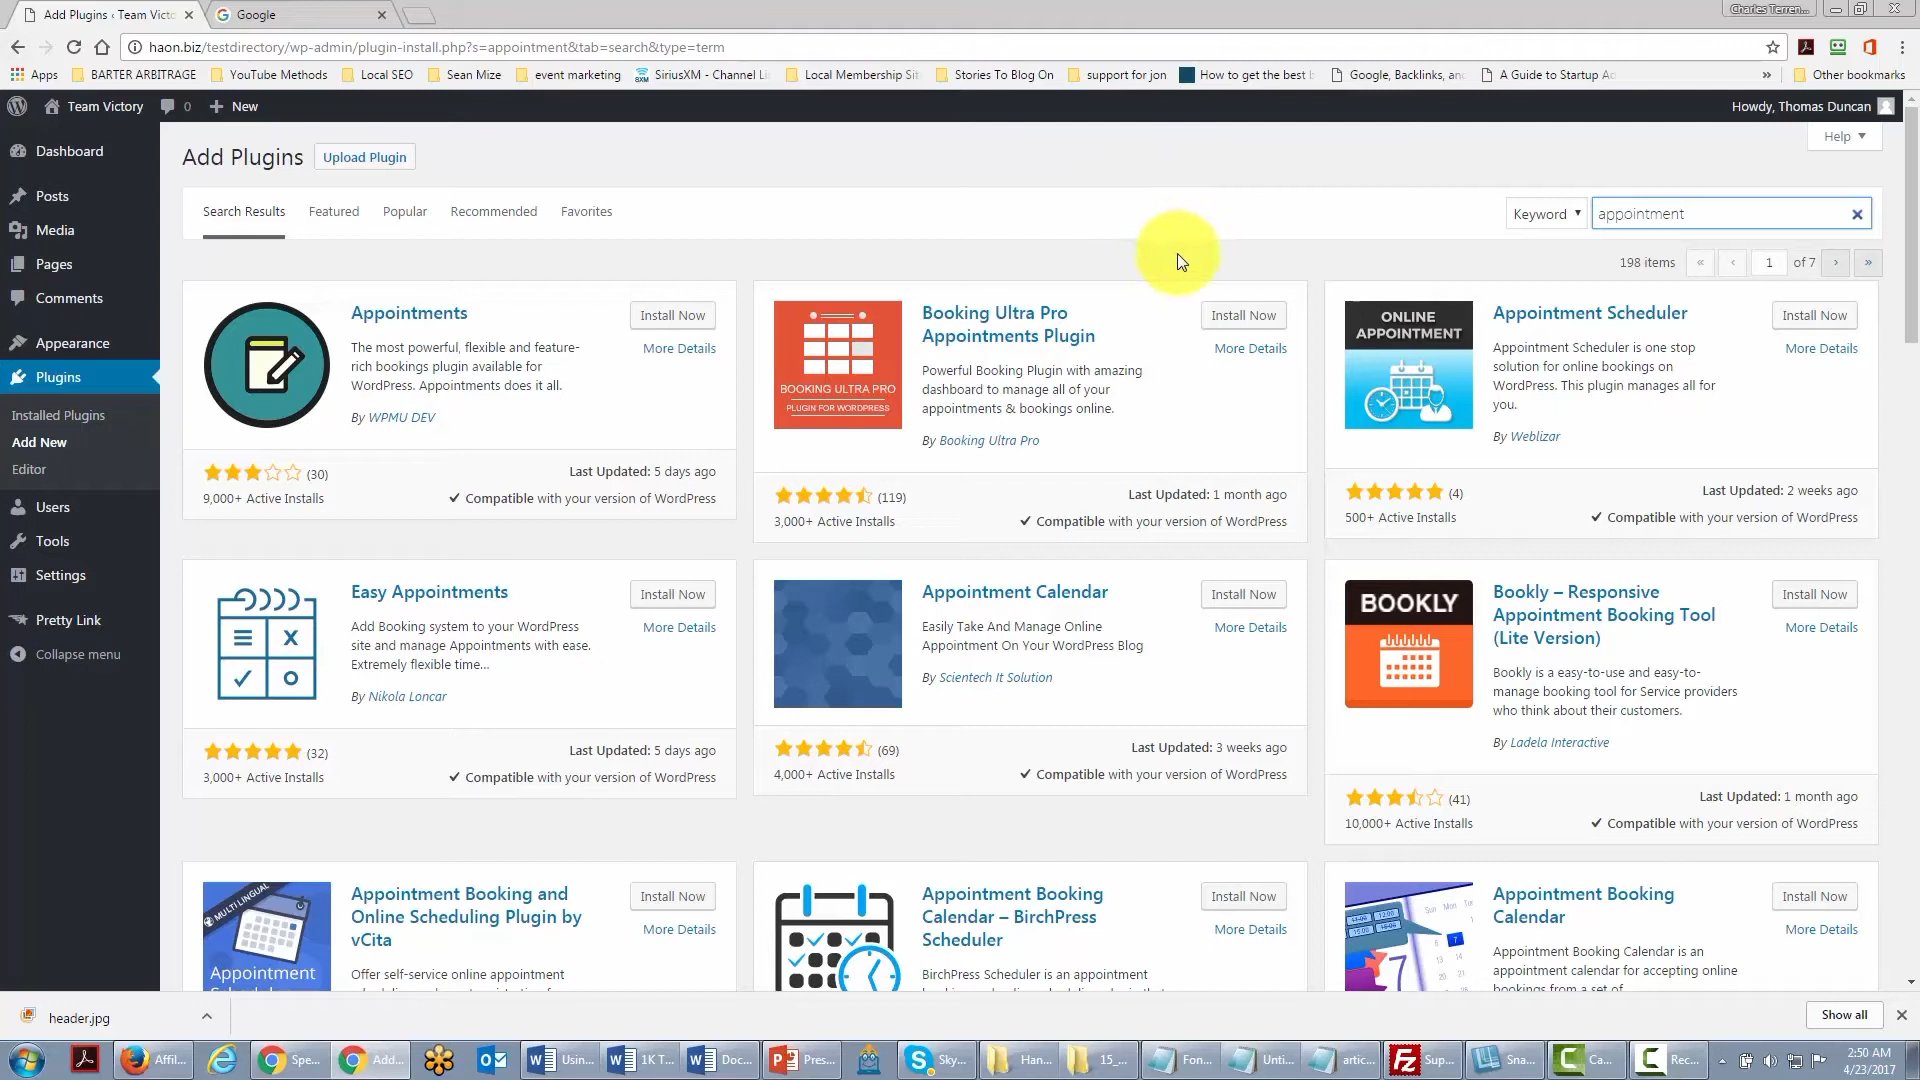 Add Plugins ‹ Team Victo
Google
Charles Terren...
haon.biz/testdirectory/wp-admin/plugin-install.php?s=appointment&tab=search&type=term
Apps
BARTER ARBITRAGE
YouTube Methods
Local SEO
Sean Mize
event marketing
SiriusXM - Channel Li
Local Membership Sit
Stories To Blog On
support for jon
How to get the best b
Google, Backlinks, an
A Guide to Startup Ac
»
Other bookmarks
Team Victory
0
New
Howdy, Thomas Duncan
Dashboard
Posts
Media
Pages
Comments
Appearance
Plugins
Installed Plugins
Add New
Editor
Users
Tools
Settings
Pretty Link
Collapse menu
Help
Add Plugins
Upload Plugin
Search Results
Featured
Popular
Recommended
Favorites
Keyword
appointment
198 items
«
‹
1
of 7
›
»
Appointments
Install Now
More Details
The most powerful, flexible and feature-
rich bookings plugin available for
WordPress. Appointments does it all.
By WPMU DEV
(30)
9,000+ Active Installs
Last Updated: 5 days ago
Compatible with your version of WordPress
BOOKING ULTRA PRO
PLUGIN FOR WORDPRESS
Booking Ultra Pro
Appointments Plugin
Install Now
More Details
Powerful Booking Plugin with amazing
dashboard to manage all of your
appointments & bookings online.
By Booking Ultra Pro
(119)
3,000+ Active Installs
Last Updated: 1 month ago
Compatible with your version of WordPress
ONLINE
APPOINTMENT
Appointment Scheduler
Install Now
More Details
Appointment Scheduler is one stop
solution for online bookings on
WordPress. This plugin manages all for
you.
By Weblizar
(4)
500+ Active Installs
Last Updated: 2 weeks ago
Compatible with your version of WordPress
Easy Appointments
Install Now
More Details
Add Booking system to your WordPress
site and manage Appointments with ease.
Extremely flexible time...
By Nikola Loncar
(32)
3,000+ Active Installs
Last Updated: 5 days ago
Compatible with your version of WordPress
Appointment Calendar
Install Now
More Details
Easily Take And Manage Online
Appointment On Your WordPress Blog
By Scientech It Solution
(69)
4,000+ Active Installs
Last Updated: 3 weeks ago
Compatible with your version of WordPress
BOOKLY
Bookly – Responsive
Appointment Booking Tool
(Lite Version)
Install Now
More Details
Bookly is a easy-to-use and easy-to-
manage booking tool for Service providers
who think about their customers.
By Ladela Interactive
(41)
10,000+ Active Installs
Last Updated: 1 month ago
Compatible with your version of WordPress
MULTI LINGUAL
Appointment
Appointment Booking and
Online Scheduling Plugin by
vCita
Install Now
More Details
Offer self-service online appointment
Appointment Booking
Calendar – BirchPress
Scheduler
Install Now
More Details
BirchPress Scheduler is an appointment
Appointment Booking
Calendar
Install Now
More Details
Appointment Booking Calendar is an
appointment calendar for accepting online
bookings from a set of
header.jpg
Show all
Affil...
Spe...
Add...
Usin...
1K T...
Doc...
Pres...
Sky...
Han...
15_...
Fon...
Unti...
artic...
Sup...
Sna...
Ca...
Rec...
2:50 AM
4/23/2017